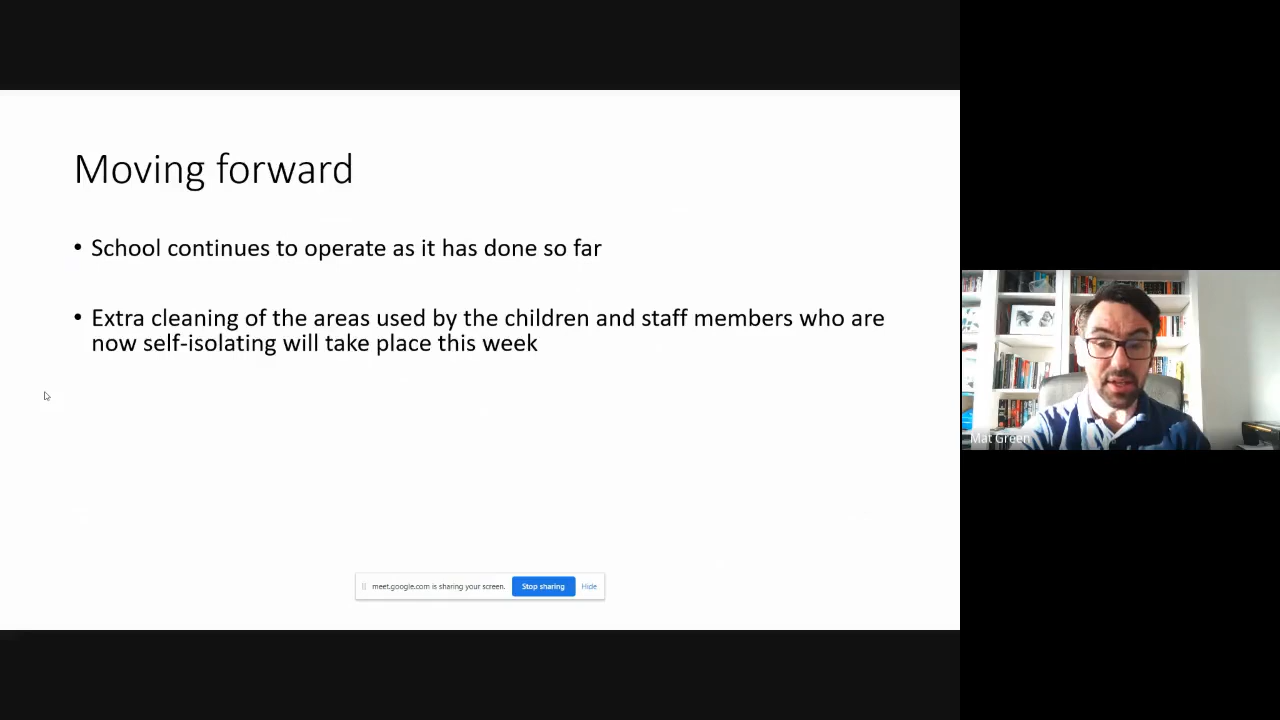 Moving forward
• School continues to operate as it has done so far
• Extra cleaning of the areas used by the children and staff members who are
now self-isolating will take place this week
meet.google.com is sharing your screen. Stop sharing Hide
Mat Green